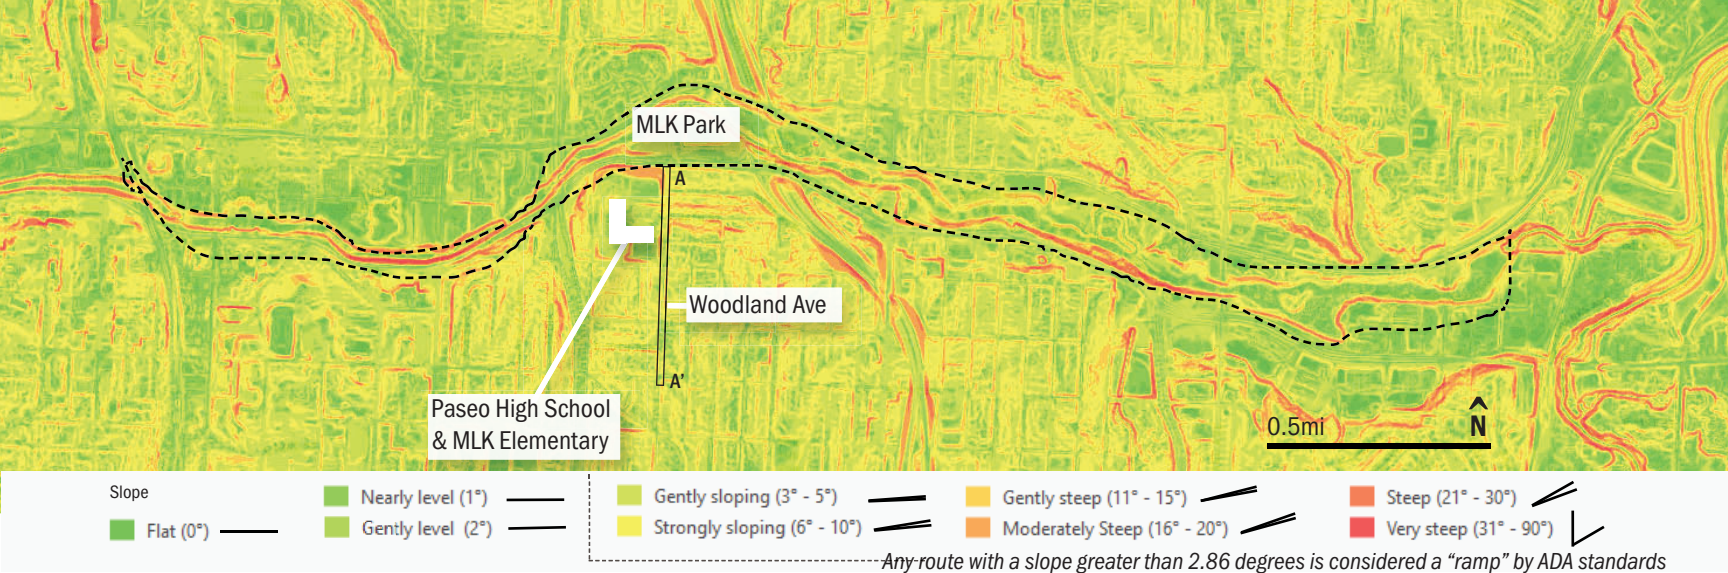 MLK Park
A
Woodland Ave
A'
Paseo High School
& MLK Elementary
0.5mi
N
Slope
Flat (0°)
Nearly level (1°)
Gently level (2°)
Gently sloping (3° - 5°)
Strongly sloping (6° - 10°)
Gently steep (11° - 15°)
Moderately Steep (16° - 20°)
Steep (21° - 30°)
Very steep (31° - 90°)
Any route with a slope greater than 2.86 degrees is considered a “ramp” by ADA standards